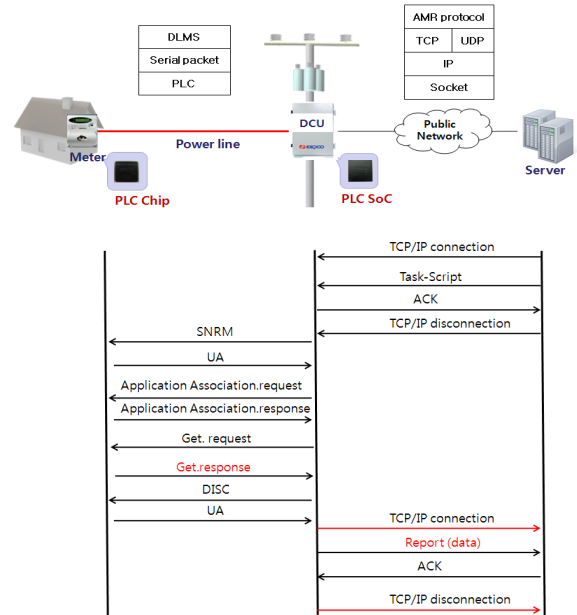 DLMS
Serial packet
PLC
AMR protocol
TCP UDP
IP
Socket
DCU
KEPCO
Public
Network
Power line
Meter
Server
PLC Chip
PLC SoC
TCP/IP connection
Task-Script
ACK
TCP/IP disconnection
SNRM
UA
Application Association.request
Application Association.response
Get. request
Get.response
DISC
UA
TCP/IP connection
Report (data)
ACK
TCP/IP disconnection